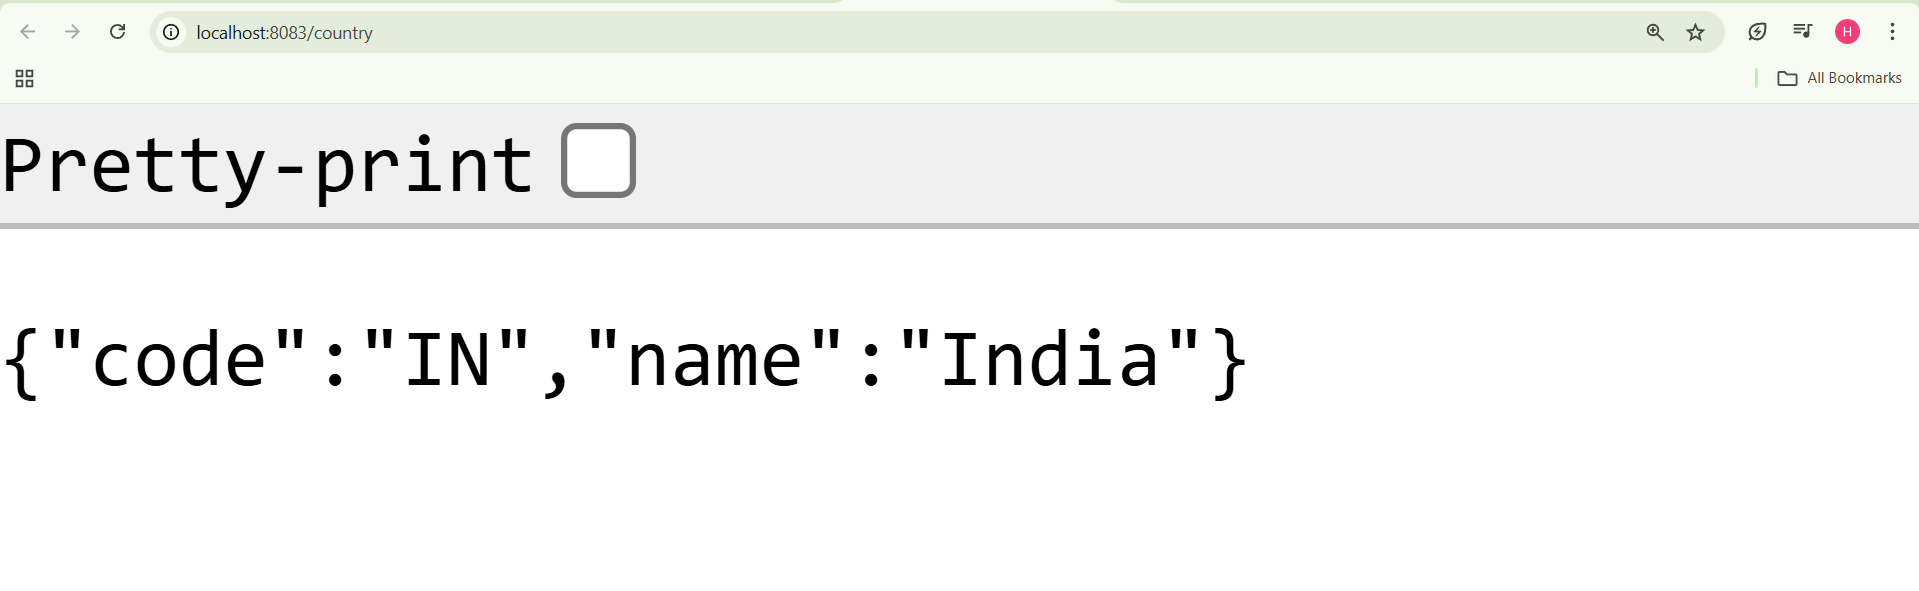 localhost:8083/country
H
All Bookmarks
Pretty-print
{"code":"IN","name":"India"}